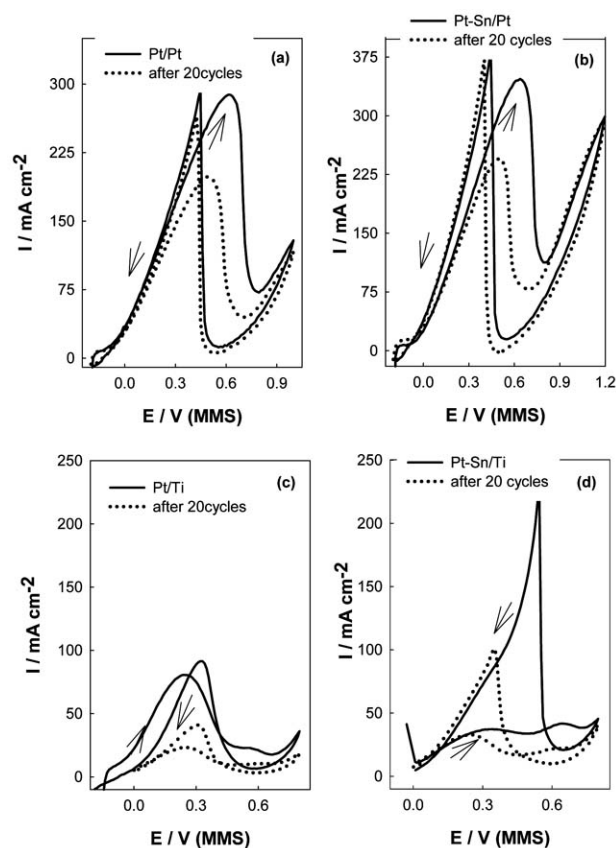 Pt/Pt
after 20cycles
(a)
300
225
150
75
0
I / mA cm-2
0.0 0.3 0.6 0.9
E / V (MMS)
Pt-Sn/Pt
after 20 cycles
(b)
375
300
225
150
75
0
I / mA cm-2
0.0 0.3 0.6 0.9 1.2
E / V (MMS)
Pt/Ti
after 20cycles
(c)
250
200
150
100
50
0
I / mA cm-2
0.0 0.3 0.6
E / V (MMS)
Pt-Sn/Ti
after 20 cycles
(d)
250
200
150
100
50
0
I / mA cm-2
0.0 0.3 0.6
E / V (MMS)